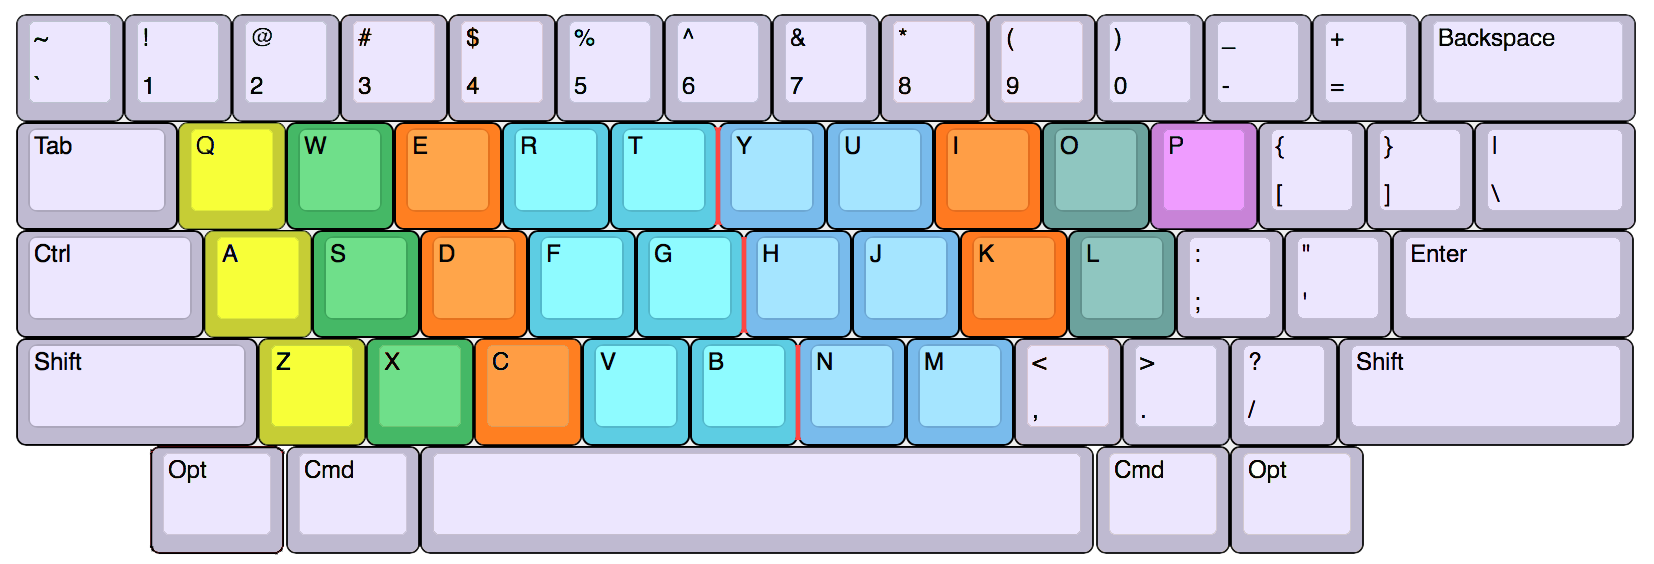 ~ ! @ # $ % ^ & * ( ) _ + Backspace
` 1 2 3 4 5 6 7 8 9 0 - =
Tab Q W E R T Y U I O P { } |
[ ] \
Ctrl A S D F G H J K L : " Enter
; '
Shift Z X C V B N M < > ? Shift
, . /
Opt Cmd Cmd Opt